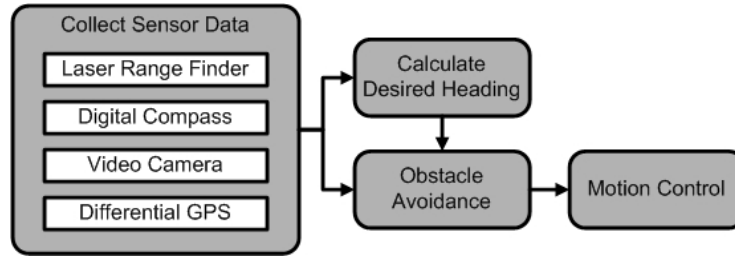 Collect Sensor Data
Laser Range Finder
Digital Compass
Video Camera
Differential GPS
Calculate
Desired Heading
Obstacle
Avoidance
Motion Control